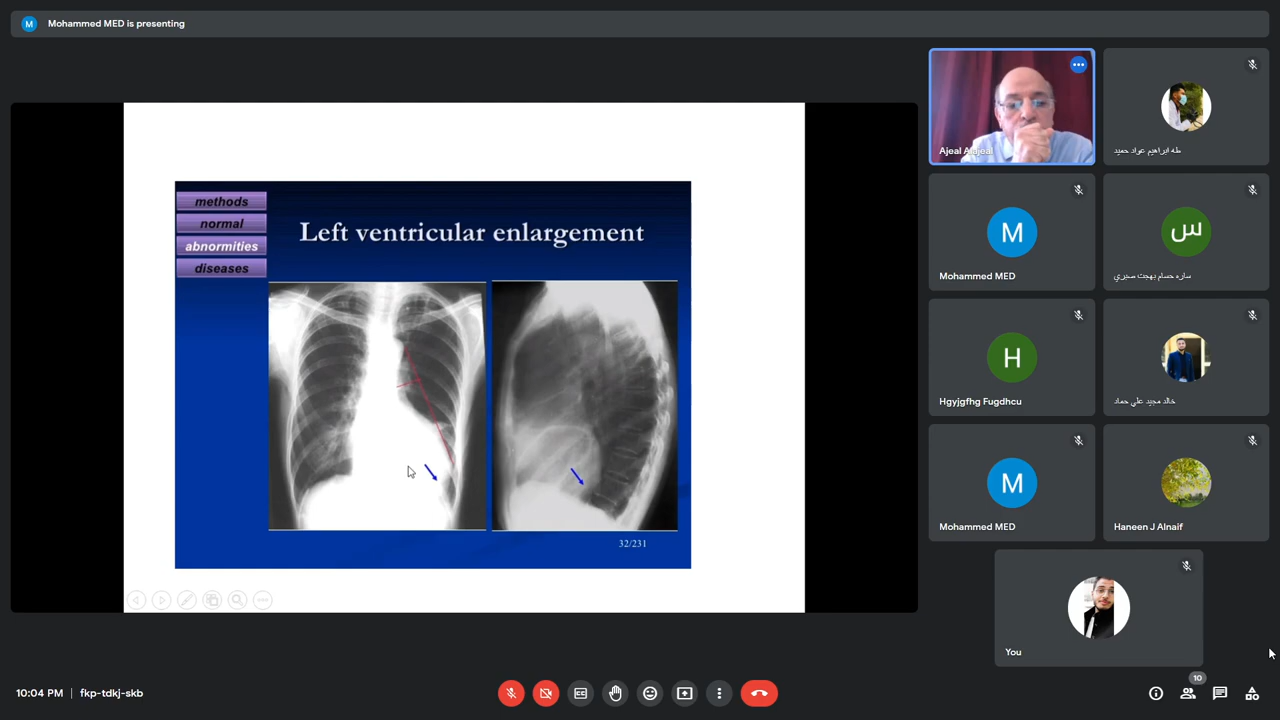 M
Mohammed MED is presenting
methods
normal
abnormities
diseases
Left ventricular enlargement
32/231
طه ابراهيم عواد حميد
M
Mohammed MED
س
ساره حسام بهجت صبري
H
Hgyjgfhg Fugdhcu
خالد مجيد علي حماد
M
Mohammed MED
Haneen J Alnaif
You
10:04 PM
fkp-tdkj-skb
10